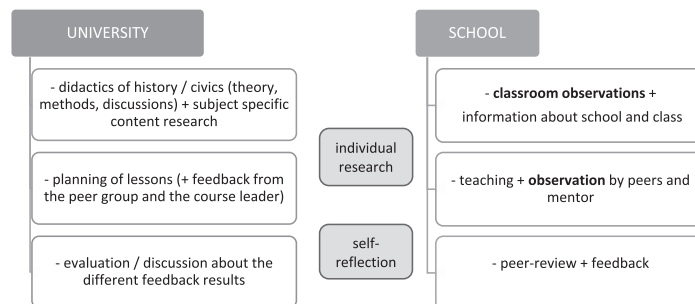 UNIVERSITY
- didactics of history / civics (theory,
methods, discussions) + subject specific
content research
- planning of lessons (+ feedback from
the peer group and the course leader)
- evaluation / discussion about the
different feedback results
individual
research
self-
reflection
SCHOOL
- classroom observations +
information about school and class
- teaching + observation by peers and
mentor
- peer-review + feedback